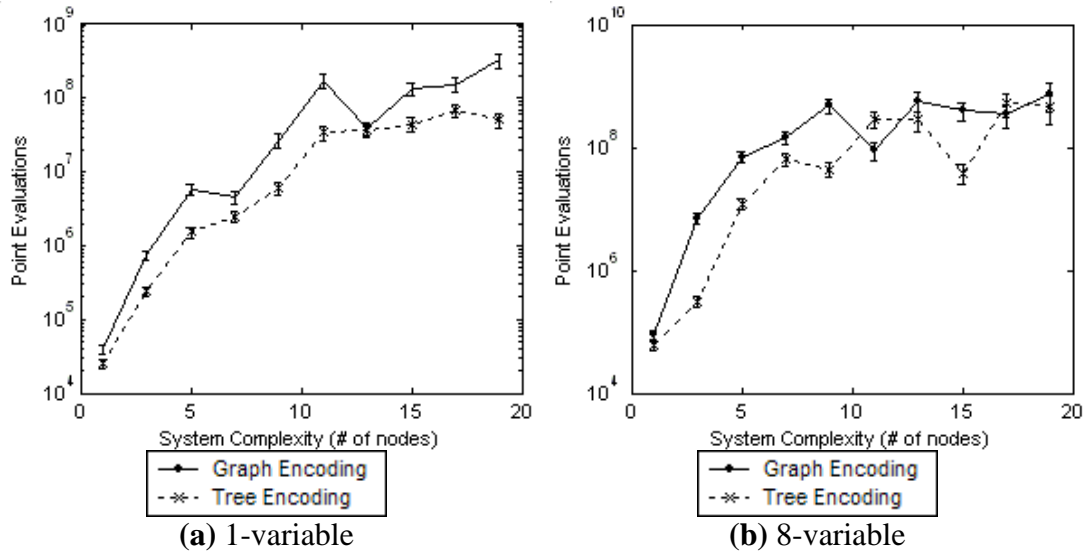 10^9
10^8
10^7
10^6
10^5
10^4
Point Evaluations
0 5 10 15 20
System Complexity (# of nodes)
Graph Encoding
Tree Encoding
(a) 1-variable
10^10
10^8
10^6
10^4
Point Evaluations
0 5 10 15 20
System Complexity (# of nodes)
Graph Encoding
Tree Encoding
(b) 8-variable